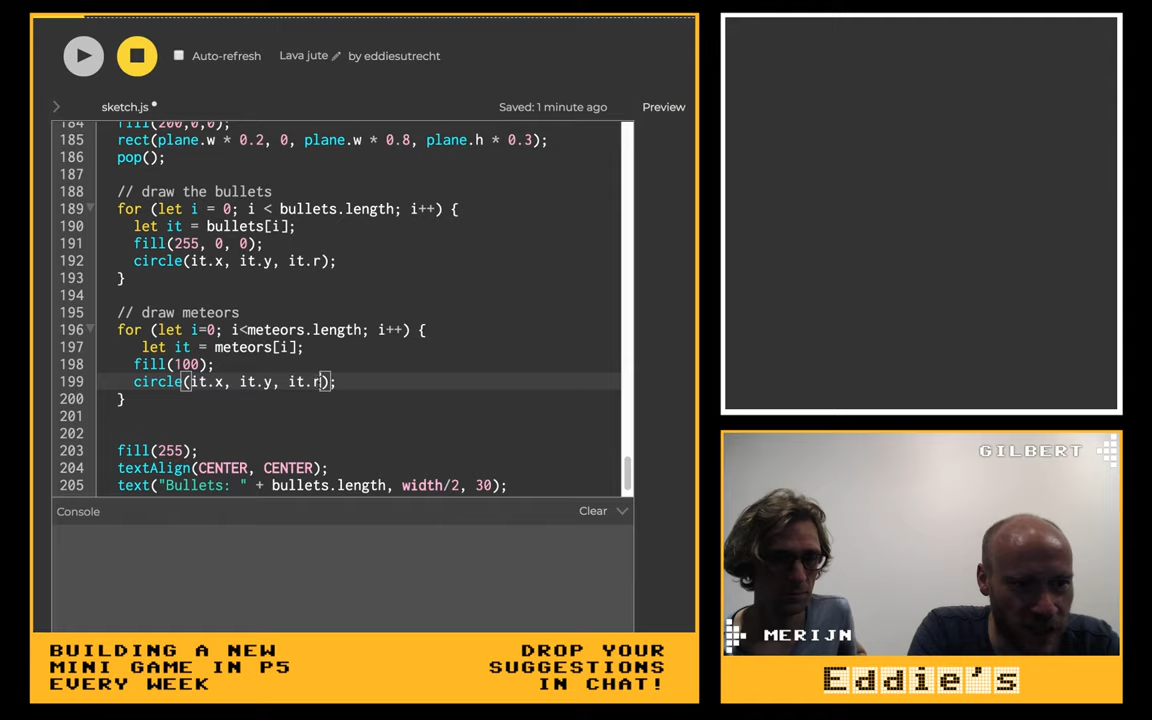 Auto-refresh
Lava jute
by eddiesutrecht
sketch.js
Saved: 1 minute ago
Preview
184 fill(200,0,0);
185 rect(plane.w * 0.2, 0, plane.w * 0.8, plane.h * 0.3);
186 pop();
187
188 // draw the bullets
189 for (let i = 0; i < bullets.length; i++) {
190 let it = bullets[i];
191 fill(255, 0, 0);
192 circle(it.x, it.y, it.r);
193 }
194
195 // draw meteors
196 for (let i=0; i<meteors.length; i++) {
197 let it = meteors[i];
198 fill(100);
199 circle(it.x, it.y, it.r);
200 }
201
202
203 fill(255);
204 textAlign(CENTER, CENTER);
205 text("Bullets: " + bullets.length, width/2, 30);
Console
Clear
GILBERT
MERIJN
BUILDING A NEW
MINI GAME IN P5
EVERY WEEK
DROP YOUR
SUGGESTIONS
IN CHAT!
Eddie's